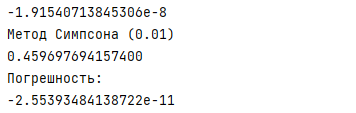 -1.91540713845306e-8
Метод Симпсона (0.01)
0.459697694157400
Погрешность:
-2.55393484138722e-11